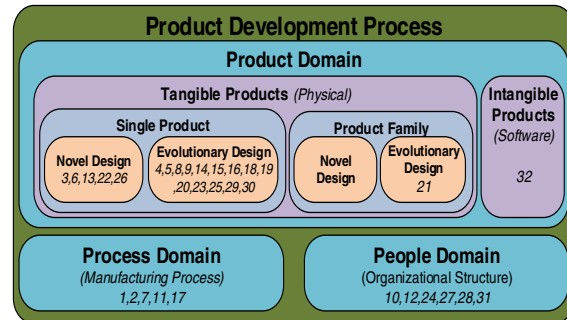 Product Development Process
Product Domain
Tangible Products (Physical)
Single Product
Novel Design
3,6,13,22,26
Evolutionary Design
4,5,8,9,14,15,16,18,19
,20,23,25,29,30
Product Family
Novel
Design
Evolutionary
Design
21
Intangible
Products
(Software)
32
Process Domain
(Manufacturing Process)
1,2,7,11,17
People Domain
(Organizational Structure)
10,12,24,27,28,31